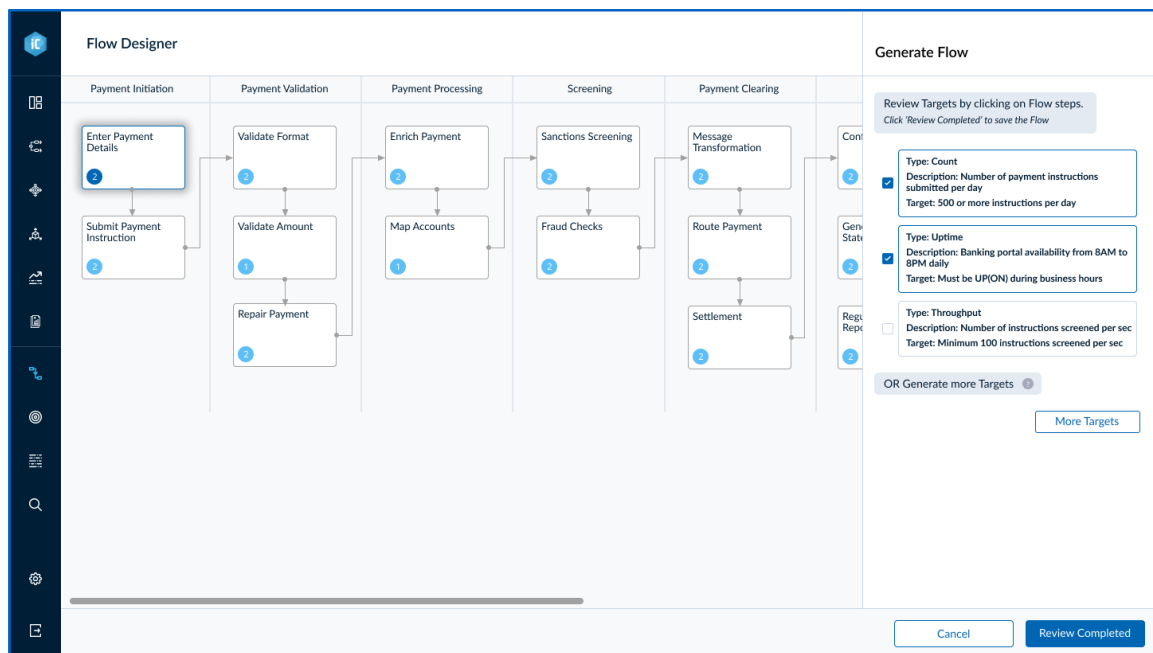 iC
Flow Designer
Generate Flow
Payment Initiation
Payment Validation
Payment Processing
Screening
Payment Clearing
Enter Payment
Details
2
Submit Payment
Instruction
2
Validate Format
2
Validate Amount
1
Repair Payment
2
Enrich Payment
2
Map Accounts
1
Sanctions Screening
2
Fraud Checks
2
Message
Transformation
2
Route Payment
2
Settlement
2
2
2
2
Review Targets by clicking on Flow steps.
Click 'Review Completed' to save the Flow
Type: Count
Description: Number of payment instructions
submitted per day
Target: 500 or more instructions per day
Type: Uptime
Description: Banking portal availability from 8AM to
8PM daily
Target: Must be UP(ON) during business hours
Type: Throughput
Description: Number of instructions screened per sec
Target: Minimum 100 instructions screened per sec
OR Generate more Targets ?
More Targets
Cancel
Review Completed